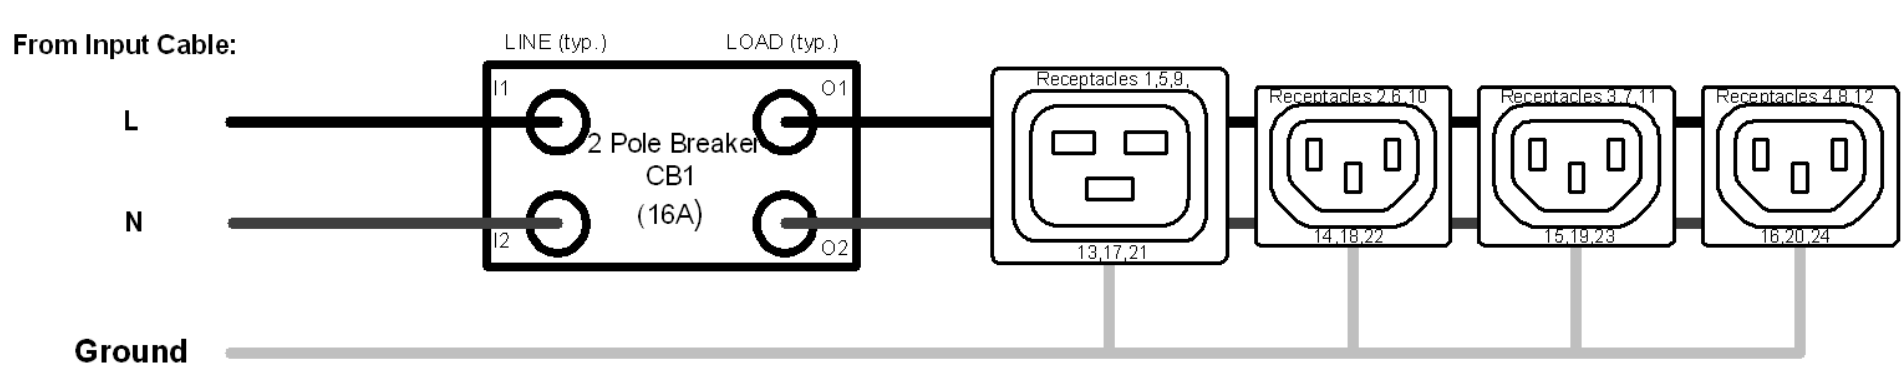 From Input Cable:
LINE (typ.)
LOAD (typ.)
L
N
Ground
I1
O1
2 Pole Breaker
CB1
(16A)
I2
O2
Receptacles 1,5,9,
13,17,21
Receptacles 2,6,10
14,18,22
Receptacles 3,7,11
15,19,23
Receptacles 4,8,12
16,20,24